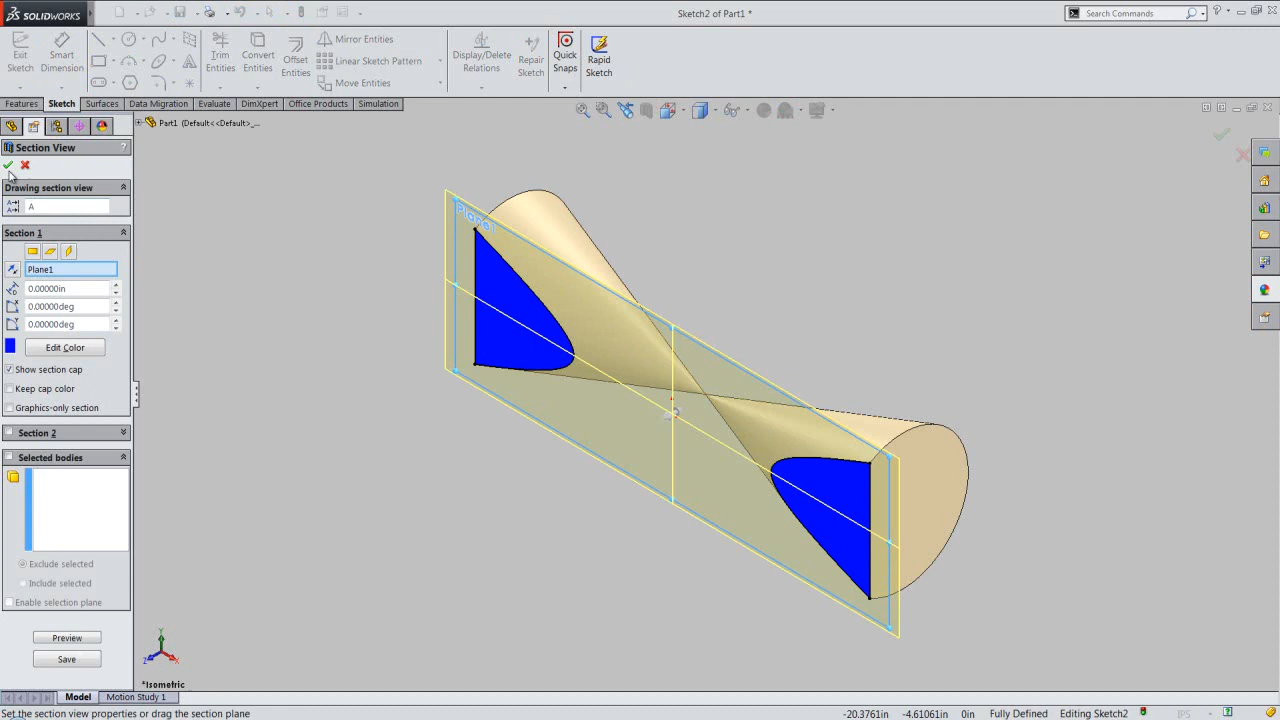 SOLIDWORKS
Sketch2 of Part1 *
Search Commands
Exit Sketch
Smart Dimension
Trim Entities
Convert Entities
Offset Entities
Mirror Entities
Linear Sketch Pattern
Move Entities
Display/Delete Relations
Repair Sketch
Quick Snaps
Rapid Sketch
Features
Sketch
Surfaces
Data Migration
Evaluate
DimXpert
Office Products
Simulation
Part1 (Default<<Default>_...
Section View
?
Drawing section view
A
Section 1
Plane1
0.00000in
0.00000deg
0.00000deg
Edit Color
Show section cap
Keep cap color
Graphics-only section
Section 2
Selected bodies
Exclude selected
Include selected
Enable selection plane
Preview
Save
Plane1
Y
X
Z
*Isometric
Model
Motion Study 1
Set the section view properties or drag the section plane
-20.3761in
-4.61061in
0in
Fully Defined
Editing Sketch2
IPS